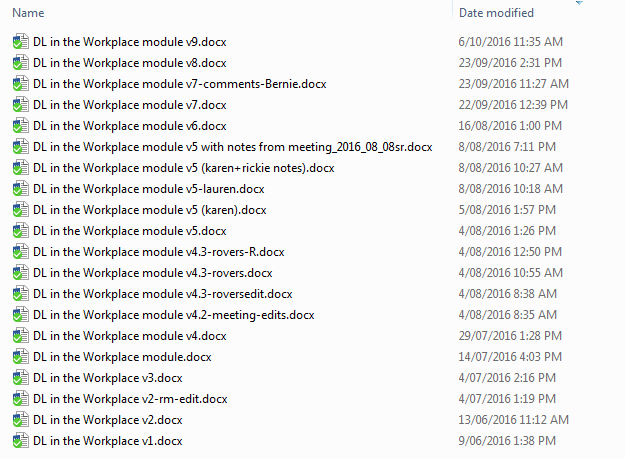 Name Date modified
DL in the Workplace module v9.docx 6/10/2016 11:35 AM
DL in the Workplace module v8.docx 23/09/2016 2:31 PM
DL in the Workplace module v7-comments-Bernie.docx 23/09/2016 11:27 AM
DL in the Workplace module v7.docx 22/09/2016 12:39 PM
DL in the Workplace module v6.docx 16/08/2016 1:00 PM
DL in the Workplace module v5 with notes from meeting_2016_08_08sr.docx 8/08/2016 7:11 PM
DL in the Workplace module v5 (karen+rickie notes).docx 8/08/2016 10:27 AM
DL in the Workplace module v5-lauren.docx 8/08/2016 10:18 AM
DL in the Workplace module v5 (karen).docx 5/08/2016 1:57 PM
DL in the Workplace module v5.docx 4/08/2016 1:26 PM
DL in the Workplace module v4.3-rovers-R.docx 4/08/2016 12:50 PM
DL in the Workplace module v4.3-rovers.docx 4/08/2016 10:55 AM
DL in the Workplace module v4.3-roversedit.docx 4/08/2016 8:38 AM
DL in the Workplace module v4.2-meeting-edits.docx 4/08/2016 8:35 AM
DL in the Workplace module v4.docx 29/07/2016 1:28 PM
DL in the Workplace module.docx 14/07/2016 4:03 PM
DL in the Workplace v3.docx 4/07/2016 2:16 PM
DL in the Workplace v2-rm-edit.docx 4/07/2016 1:19 PM
DL in the Workplace v2.docx 13/06/2016 11:12 AM
DL in the Workplace v1.docx 9/06/2016 1:38 PM